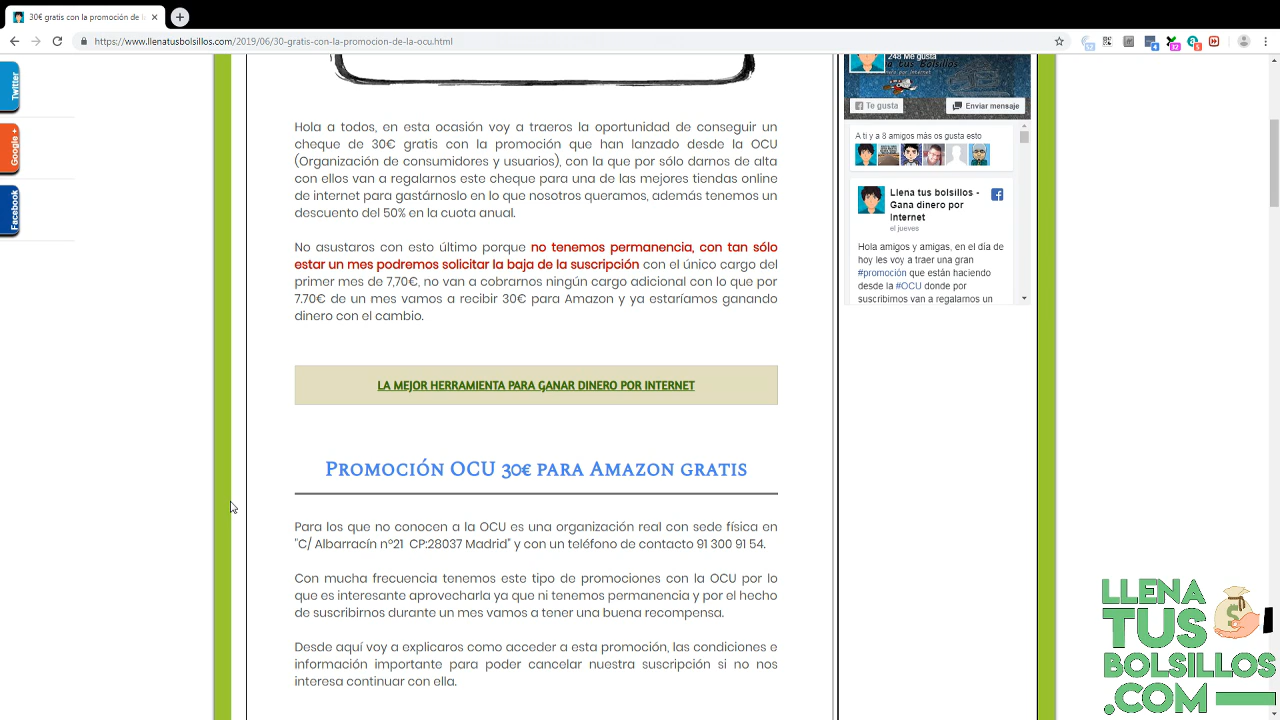 30€ gratis con la promoción de l
https://www.llenatusbolsillos.com/2019/06/30-gratis-con-la-promocion-de-la-ocu.html
Twitter
Google +
Facebook
Hola a todos, en esta ocasión voy a traeros la oportunidad de conseguir un
cheque de 30€ gratis con la promoción que han lanzado desde la OCU
(Organización de consumidores y usuarios), con la que por sólo darnos de alta
con ellos van a regalarnos este cheque para una de las mejores tiendas online
de internet para gastárnoslo en lo que nosotros queramos, además tenemos un
descuento del 50% en la cuota anual.
No asustaros con esto último porque no tenemos permanencia, con tan sólo
estar un mes podremos solicitar la baja de la suscripción con el único cargo del
primer mes de 7,70€, no van a cobrarnos ningún cargo adicional con lo que por
7.70€ de un mes vamos a recibir 30€ para Amazon y ya estaríamos ganando
dinero con el cambio.
LA MEJOR HERRAMIENTA PARA GANAR DINERO POR INTERNET
Promoción OCU 30€ para Amazon gratis
Para los que no conocen a la OCU es una organización real con sede física en
"C/ Albarracín nº21 CP:28037 Madrid" y con un teléfono de contacto 91 300 91 54.
Con mucha frecuencia tenemos este tipo de promociones con la OCU por lo
que es interesante aprovecharla ya que ni tenemos permanencia y por el hecho
de suscribirnos durante un mes vamos a tener una buena recompensa.
Desde aquí voy a explicaros como acceder a esta promoción, las condiciones e
información importante para poder cancelar nuestra suscripción si no nos
interesa continuar con ella.
248 Me gusta
Te gusta
Enviar mensaje
A ti y a 8 amigos más os gusta esto
Llena tus bolsillos -
Gana dinero por
Internet
el jueves
Hola amigos y amigas, en el día de
hoy les voy a traer una gran
#promoción que están haciendo
desde la #OCU donde por
suscribirnos van a regalarnos un
LLENA
TUS
BOLSILLOS
.COM